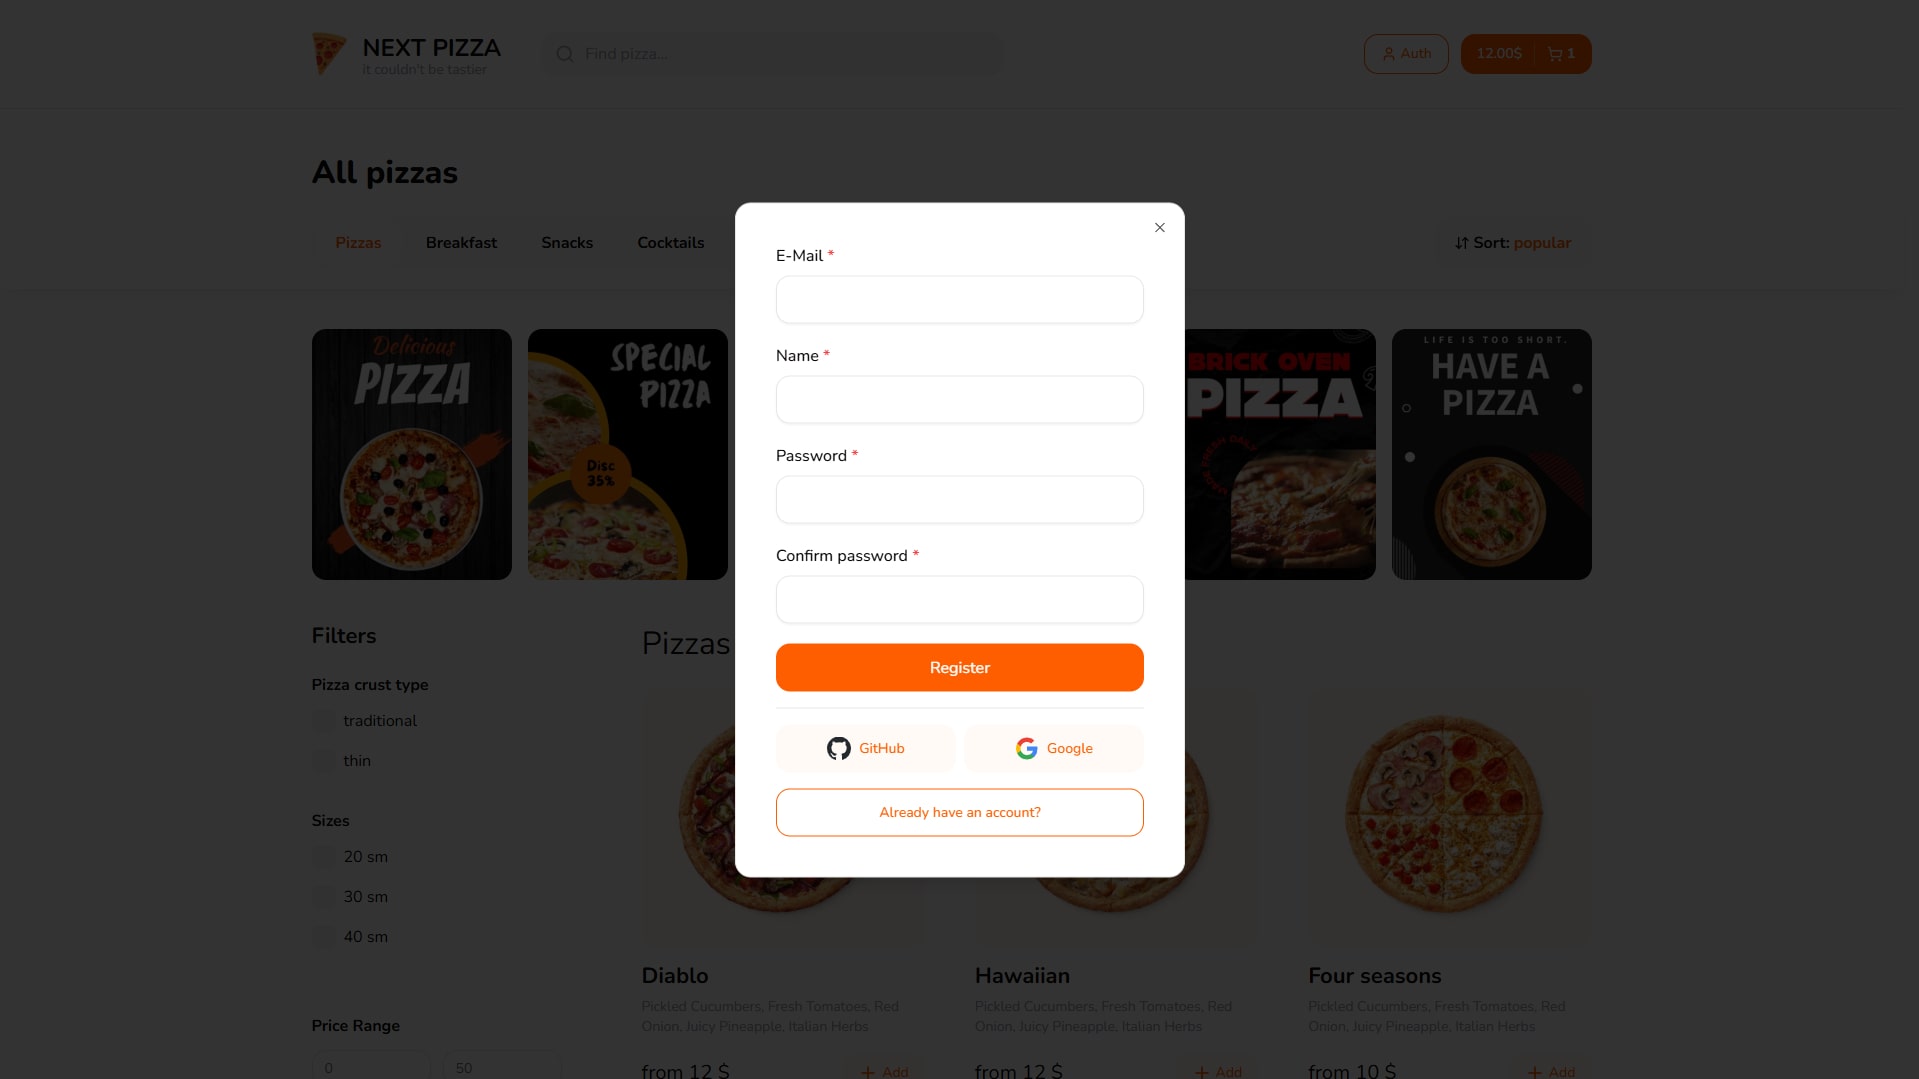 NEXT PIZZA
it couldn't be tastier
Find pizza...
Auth
12.00$
1
All pizzas
Pizzas
Breakfast
Snacks
Cocktails
Sort: popular
Delicious
PIZZA
SPECIAL
PIZZA
Disc
35%
BRICK OVEN
PIZZA
LIFE IS TOO SHORT.
HAVE A
PIZZA
E-Mail *
Name *
Password *
Confirm password *
Register
GitHub
Google
Already have an account?
Filters
Pizza crust type
traditional
thin
Sizes
20 sm
30 sm
40 sm
Price Range
0
50
Pizzas
Diablo
Pickled Cucumbers, Fresh Tomatoes, Red
Onion, Juicy Pineapple, Italian Herbs
from 12 $
Add
Hawaiian
Pickled Cucumbers, Fresh Tomatoes, Red
Onion, Juicy Pineapple, Italian Herbs
from 12 $
Add
Four seasons
Pickled Cucumbers, Fresh Tomatoes, Red
Onion, Juicy Pineapple, Italian Herbs
from 10 $
Add